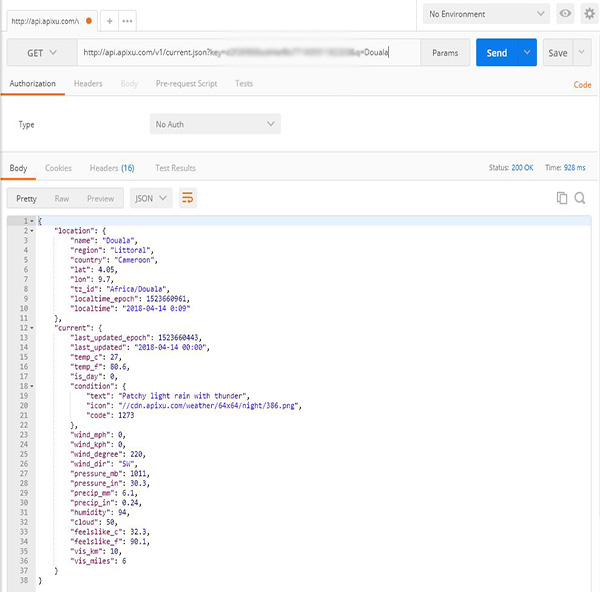 http://api.apixu.com/v
No Environment
GET
http://api.apixu.com/v1/current.json?key= &q=Douala
Params
Send
Save
Authorization
Headers
Body
Pre-request Script
Tests
Code
Type
No Auth
Body
Cookies
Headers (16)
Test Results
Status: 200 OK
Time: 928 ms
Pretty
Raw
Preview
JSON
1 {
2 "location": {
3 "name": "Douala",
4 "region": "Littoral",
5 "country": "Cameroon",
6 "lat": 4.05,
7 "lon": 9.7,
8 "tz_id": "Africa/Douala",
9 "localtime_epoch": 1523660961,
10 "localtime": "2018-04-14 0:09"
11 },
12 "current": {
13 "last_updated_epoch": 1523660443,
14 "last_updated": "2018-04-14 00:00",
15 "temp_c": 27,
16 "temp_f": 80.6,
17 "is_day": 0,
18 "condition": {
19 "text": "Patchy light rain with thunder",
20 "icon": "//cdn.apixu.com/weather/64x64/night/386.png",
21 "code": 1273
22 },
23 "wind_mph": 0,
24 "wind_kph": 0,
25 "wind_degree": 220,
26 "wind_dir": "SW",
27 "pressure_mb": 1011,
28 "pressure_in": 30.3,
29 "precip_mm": 6.1,
30 "precip_in": 0.24,
31 "humidity": 94,
32 "cloud": 50,
33 "feelslike_c": 32.3,
34 "feelslike_f": 90.1,
35 "vis_km": 10,
36 "vis_miles": 6
37 }
38 }